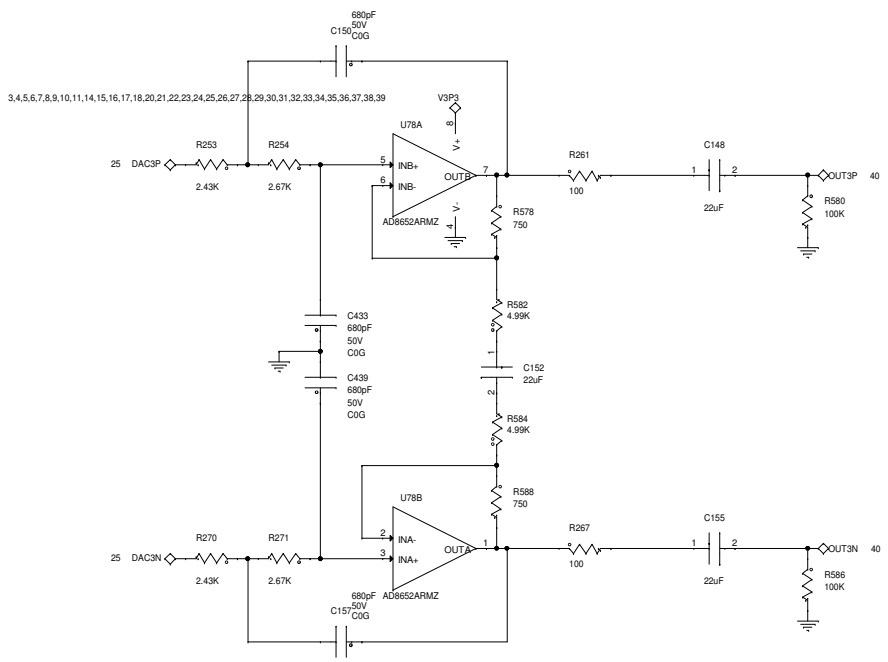 680pF
50V
C150
C0G
3,4,5,6,7,8,9,10,11,14,15,16,17,18,20,21,22,23,24,25,26,27,28,29,30,31,32,33,34,35,36,37,38,39
V3P3
U78A
8
V+
R253
R254
25 DAC3P
2.43K
2.67K
5
INB+
6
INB-
OUTB
7
R261
100
C148
1
2
22uF
OUT3P 40
R580
100K
V-
4
AD8652ARMZ
R578
750
R582
4.99K
C433
680pF
50V
C0G
1
C152
22uF
2
C439
680pF
50V
C0G
R584
4.99K
R588
750
U78B
2
INA-
3
INA+
OUTA
1
AD8652ARMZ
R270
R271
25 DAC3N
2.43K
2.67K
R267
100
C155
1
2
22uF
OUT3N 40
R586
100K
680pF
50V
C157
C0G